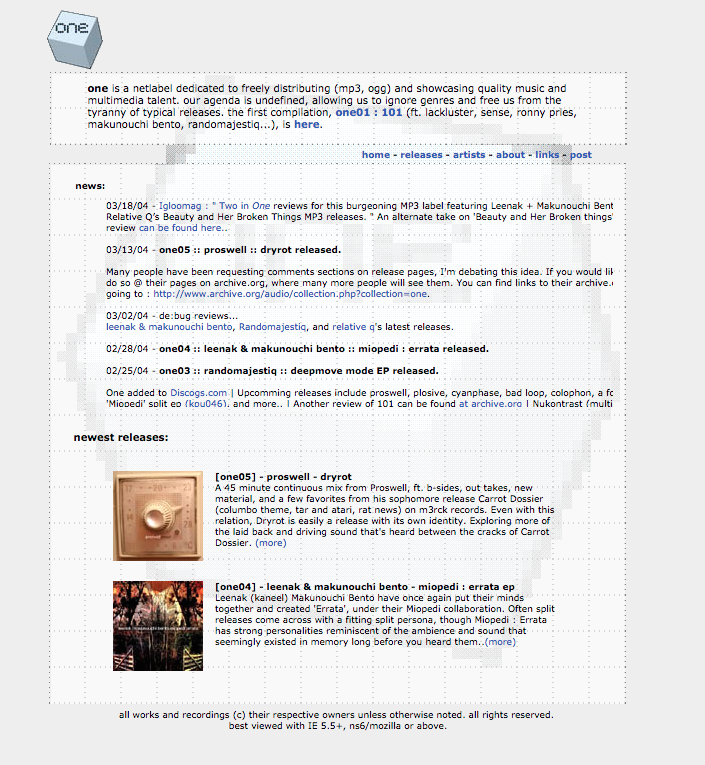 one
one is a netlabel dedicated to freely distributing (mp3, ogg) and showcasing quality music and
multimedia talent. our agenda is undefined, allowing us to ignore genres and free us from the
tyranny of typical releases. the first compilation, one01 : 101 (ft. lackluster, sense, ronny pries,
makunouchi bento, randomajestiq...), is here.
home - releases - artists - about - links - post
news:
03/18/04 - Igloomag : " Two in One reviews for this burgeoning MP3 label featuring Leenak + Makunouchi Bent
Relative Q's Beauty and Her Broken Things MP3 releases. " An alternate take on 'Beauty and Her Broken things'
review can be found here..
03/13/04 - one05 :: proswell :: dryrot released.
Many people have been requesting comments sections on release pages, I'm debating this idea. If you would lik
do so @ their pages on archive.org, where many more people will see them. You can find links to their archive.
going to : http://www.archive.org/audio/collection.php?collection=one.
03/02/04 - de:bug reviews...
leenak & makunouchi bento, Randomajestiq, and relative q's latest releases.
02/28/04 - one04 :: leenak & makunouchi bento :: miopedi : errata released.
02/25/04 - one03 :: randomajestiq :: deepmove mode EP released.
One added to Discogs.com | Upcomming releases include proswell, plosive, cyanphase, bad loop, colophon, a fo
'Miopedi' split ep (kpu046), and more.. | Another review of 101 can be found at archive.org | Nukontrast (multi
newest releases:
[one05] - proswell - dryrot
A 45 minute continuous mix from Proswell, ft. b-sides, out takes, new
material, and a few favorites from his sophomore release Carrot Dossier
(columbo theme, tar and atari, rat news) on m3rck records. Even with this
relation, Dryrot is easily a release with its own identity. Exploring more of
the laid back and driving sound that's heard between the cracks of Carrot
Dossier. (more)
[one04] - leenak & makunouchi bento - miopedi : errata ep
Leenak (kaneel) Makunouchi Bento have once again put their minds
together and created 'Errata', under their Miopedi collaboration. Often split
releases come across with a fitting split persona, though Miopedi : Errata
has strong personalities reminiscent of the ambience and sound that
seemingly existed in memory long before you heard them..(more)
all works and recordings (c) their respective owners unless otherwise noted. all rights reserved.
best viewed with IE 5.5+, ns6/mozilla or above.